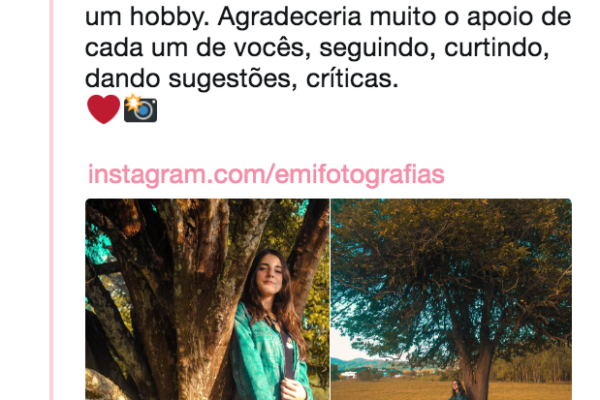 um hobby. Agradeceria muito o apoio de
cada um de vocês, seguindo, curtindo,
dando sugestões, críticas.
instagram.com/emifotografias